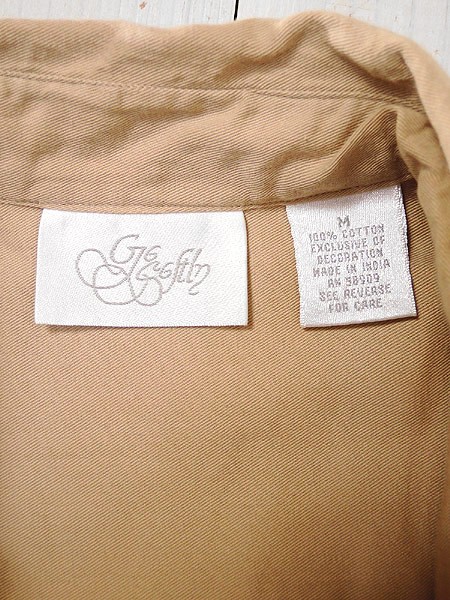 M
100% COTTON
EXCLUSIVE OF
DECORATION
MADE IN INDIA
RN 58909
SEE REVERSE
FOR CARE